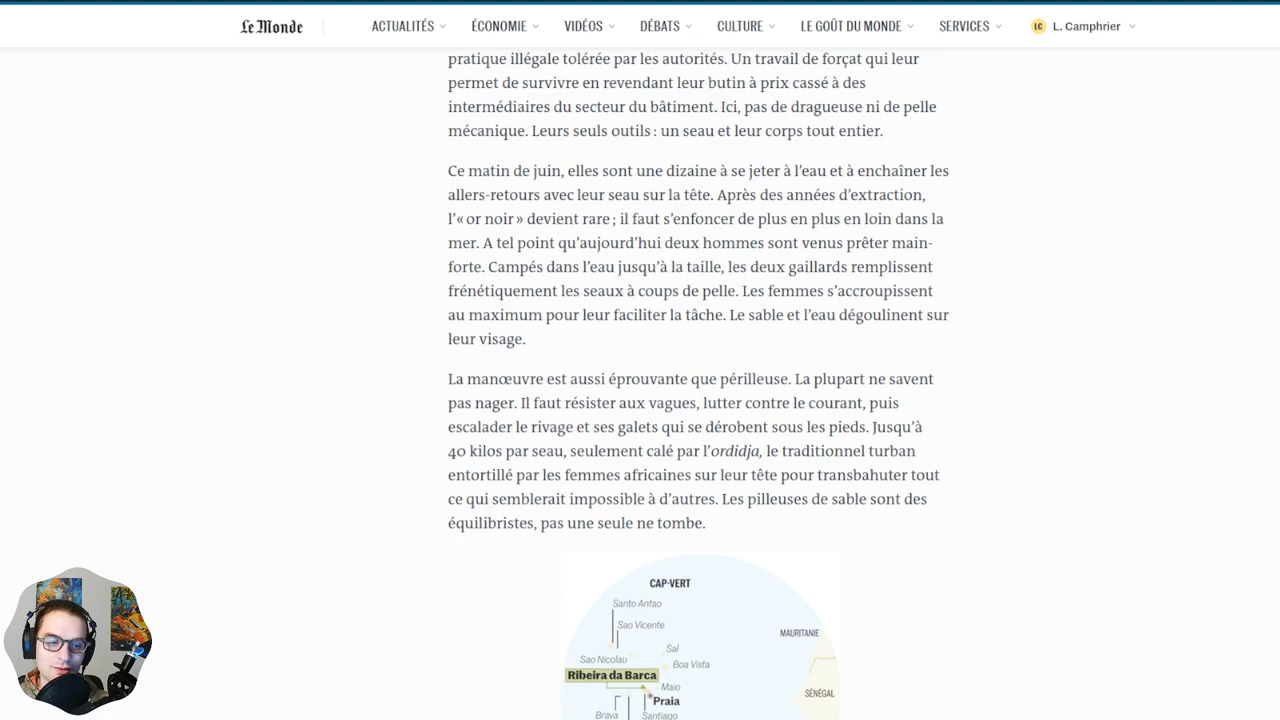 Le Monde
ACTUALITÉS
ÉCONOMIE
VIDÉOS
DÉBATS
CULTURE
LE GOÛT DU MONDE
SERVICES
LC
L. Camphrier
pratique illégale tolérée par les autorités. Un travail de forçat qui leur
permet de survivre en revendant leur butin à prix cassé à des
intermédiaires du secteur du bâtiment. Ici, pas de dragueuse ni de pelle
mécanique. Leurs seuls outils : un seau et leur corps tout entier.
Ce matin de juin, elles sont une dizaine à se jeter à l’eau et à enchaîner les
allers-retours avec leur seau sur la tête. Après des années d’extraction,
l’« or noir » devient rare ; il faut s’enfoncer de plus en plus en loin dans la
mer. A tel point qu’aujourd’hui deux hommes sont venus prêter main-
forte. Campés dans l’eau jusqu’à la taille, les deux gaillards remplissent
frénétiquement les seaux à coups de pelle. Les femmes s’accroupissent
au maximum pour leur faciliter la tâche. Le sable et l’eau dégoulinent sur
leur visage.
La manœuvre est aussi éprouvante que périlleuse. La plupart ne savent
pas nager. Il faut résister aux vagues, lutter contre le courant, puis
escalader le rivage et ses galets qui se dérobent sous les pieds. Jusqu’à
40 kilos par seau, seulement calé par l’ordidja, le traditionnel turban
entortillé par les femmes africaines sur leur tête pour transbahuter tout
ce qui semblerait impossible à d’autres. Les pilleuses de sable sont des
équilibristes, pas une seule ne tombe.
CAP-VERT
Santo Antao
Sao Vicente
MAURITANIE
Sal
Sao Nicolau
Boa Vista
Ribeira da Barca
Maio
SÉNÉGAL
Praia
Brava
Santiago